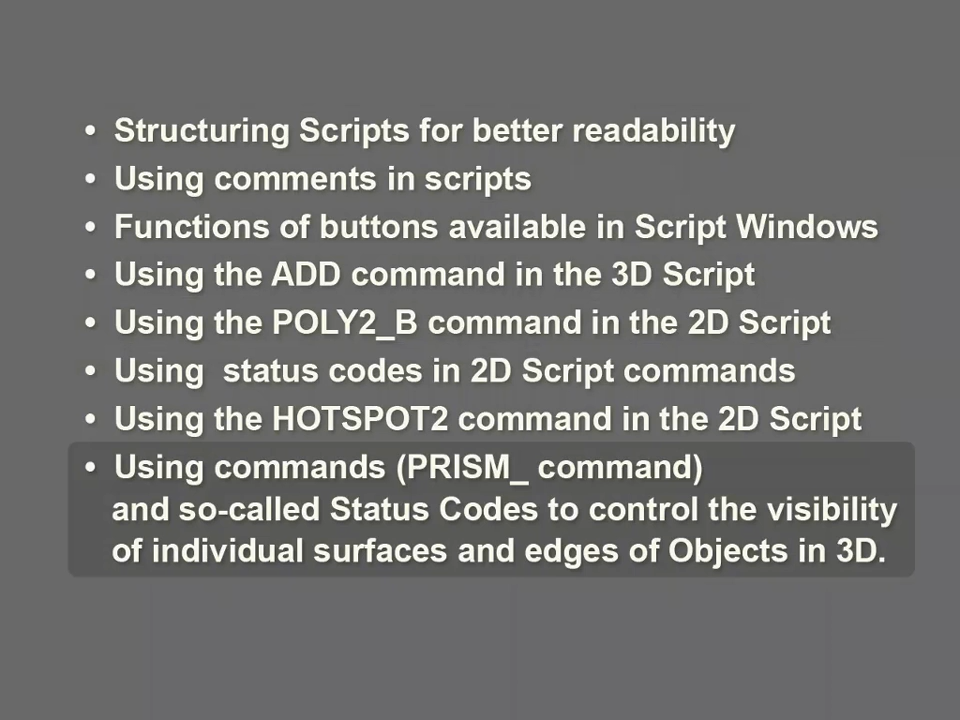 • Structuring Scripts for better readability
• Using comments in scripts
• Functions of buttons available in Script Windows
• Using the ADD command in the 3D Script
• Using the POLY2_B command in the 2D Script
• Using  status codes in 2D Script commands
• Using the HOTSPOT2 command in the 2D Script
• Using commands (PRISM_ command)
and so-called Status Codes to control the visibility
of individual surfaces and edges of Objects in 3D.